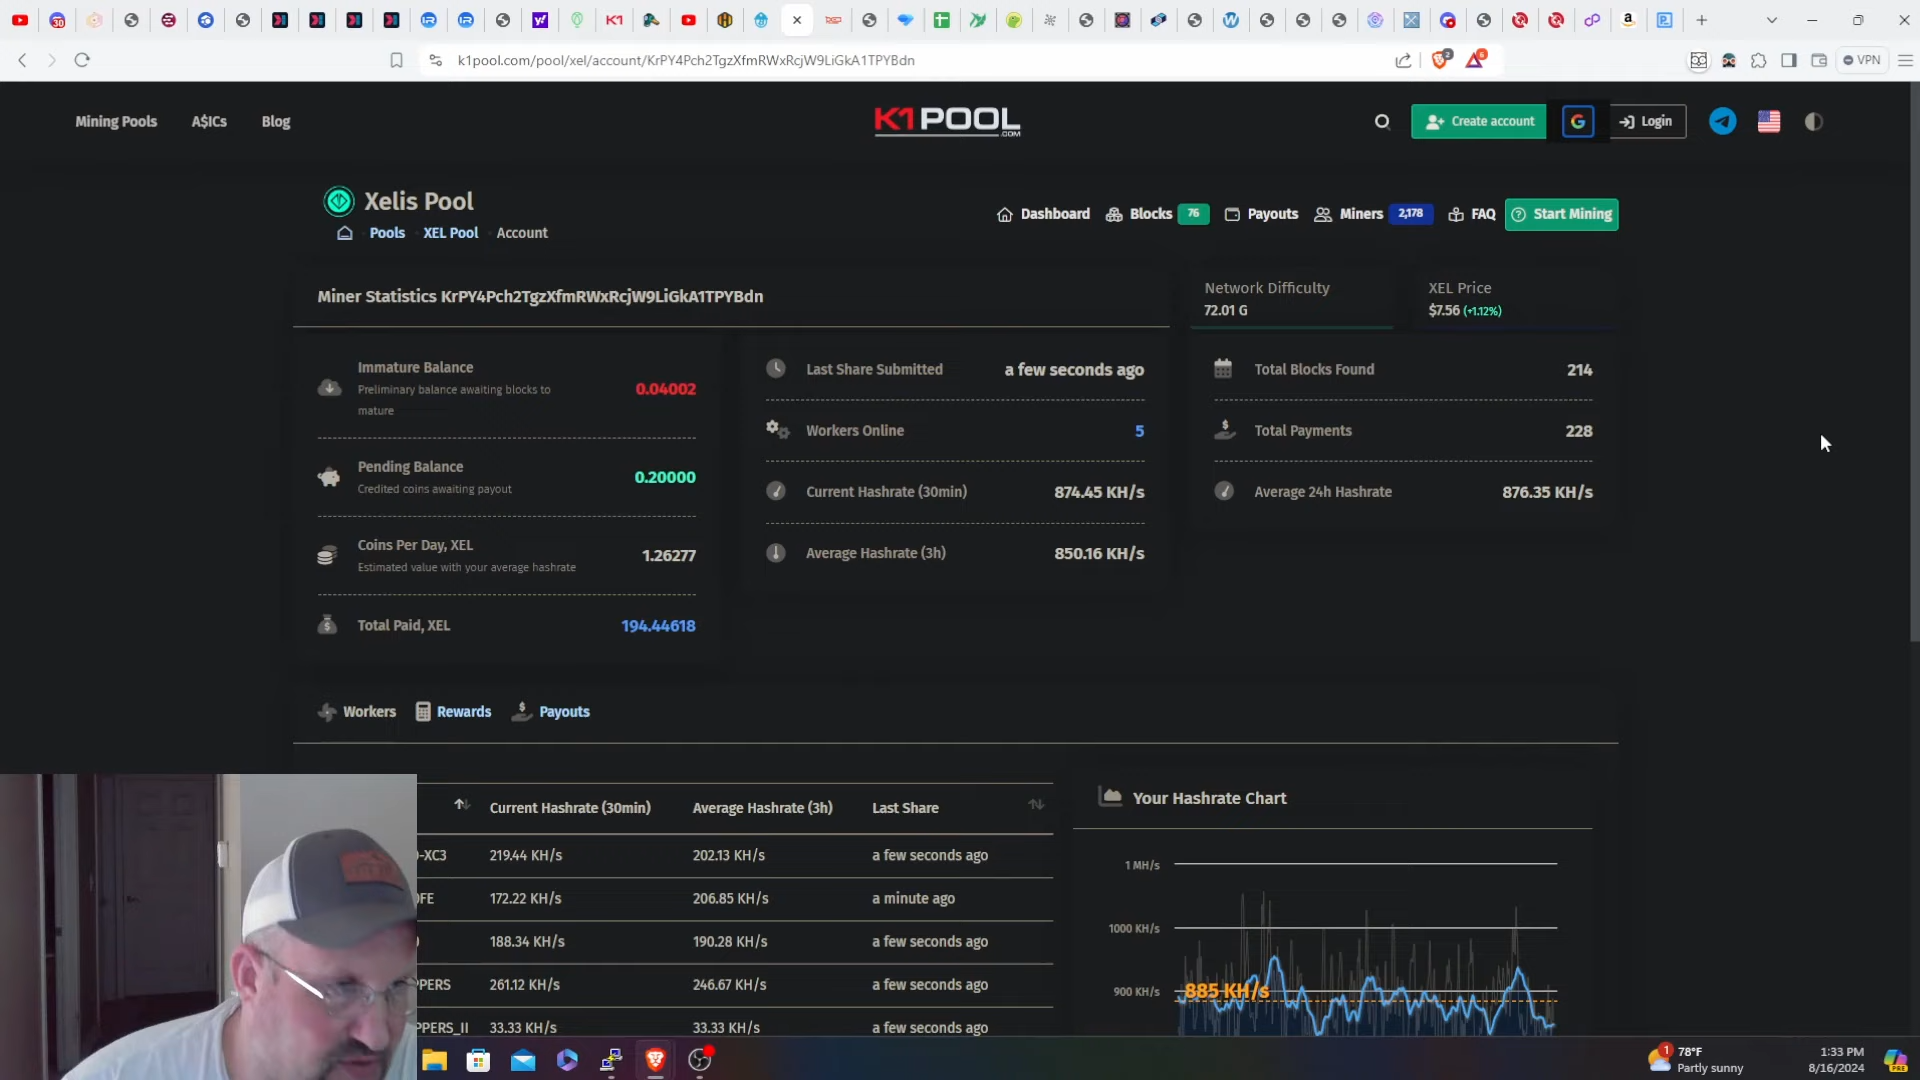 k1pool.com/pool/xel/account/KrPY4Pch2TgzXfmRWxRcjW9LiGkA1TPYBdn
VPN
Mining Pools
A$ICs
Blog
K1POOL
.COM
Create account
Login
Xelis Pool
Pools
XEL Pool
Account
Dashboard
Blocks 76
Payouts
Miners 2,178
FAQ
Start Mining
Miner Statistics KrPY4Pch2TgzXfmRWxRcjW9LiGkA1TPYBdn
Network Difficulty
72.01 G
XEL Price
$7.56 (+1.12%)
Immature Balance
Preliminary balance awaiting blocks to
mature
0.04002
Pending Balance
Credited coins awaiting payout
0.20000
Coins Per Day, XEL
Estimated value with your average hashrate
1.26277
Total Paid, XEL
194.44618
Last Share Submitted
a few seconds ago
Workers Online
5
Current Hashrate (30min)
874.45 KH/s
Average Hashrate (3h)
850.16 KH/s
Total Blocks Found
214
Total Payments
228
Average 24h Hashrate
876.35 KH/s
Workers
Rewards
Payouts
Current Hashrate (30min)
Average Hashrate (3h)
Last Share
-XC3
219.44 KH/s
202.13 KH/s
a few seconds ago
FE
172.22 KH/s
206.85 KH/s
a minute ago
188.34 KH/s
190.28 KH/s
a few seconds ago
PPERS
261.12 KH/s
246.67 KH/s
a few seconds ago
PPERS_II
33.33 KH/s
33.33 KH/s
a few seconds ago
Your Hashrate Chart
1 MH/s
1000 KH/s
900 KH/s
885 KH/s
1
78°F
Partly sunny
1:33 PM
8/16/2024
PRE